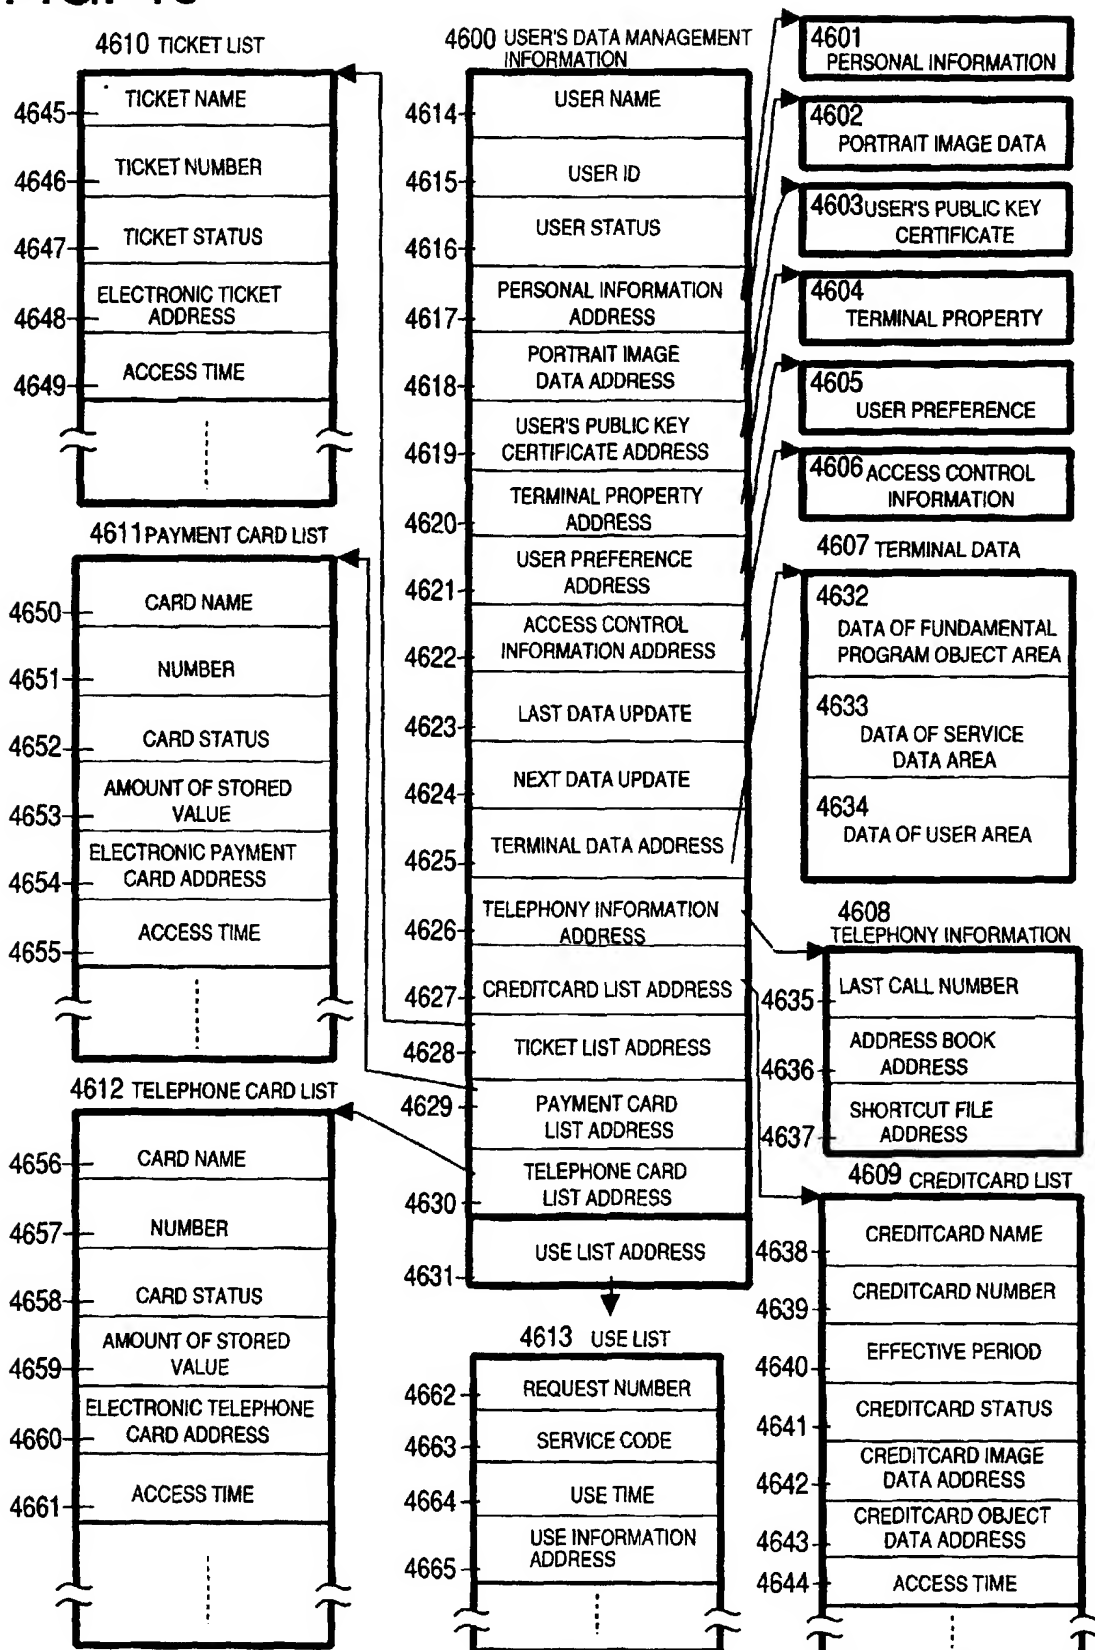 4610 TICKET LIST
4645 TICKET NAME
4646 TICKET NUMBER
4647 TICKET STATUS
4648 ELECTRONIC TICKET
ADDRESS
4649 ACCESS TIME
4611 PAYMENT CARD LIST
4650 CARD NAME
4651 NUMBER
4652 CARD STATUS
4653 AMOUNT OF STORED
VALUE
4654 ELECTRONIC PAYMENT
CARD ADDRESS
4655 ACCESS TIME
4612 TELEPHONE CARD LIST
4656 CARD NAME
4657 NUMBER
4658 CARD STATUS
4659 AMOUNT OF STORED
VALUE
4660 ELECTRONIC TELEPHONE
CARD ADDRESS
4661 ACCESS TIME
4600 USER'S DATA MANAGEMENT
INFORMATION
4614 USER NAME
4615 USER ID
4616 USER STATUS
4617 PERSONAL INFORMATION
ADDRESS
4618 PORTRAIT IMAGE
DATA ADDRESS
4619 USER'S PUBLIC KEY
CERTIFICATE ADDRESS
4620 TERMINAL PROPERTY
ADDRESS
4621 USER PREFERENCE
ADDRESS
4622 ACCESS CONTROL
INFORMATION ADDRESS
4623 LAST DATA UPDATE
4624 NEXT DATA UPDATE
4625 TERMINAL DATA ADDRESS
4626 TELEPHONY INFORMATION
ADDRESS
4627 CREDITCARD LIST ADDRESS
4628 TICKET LIST ADDRESS
4629 PAYMENT CARD
LIST ADDRESS
4630 TELEPHONE CARD
LIST ADDRESS
4631 USE LIST ADDRESS
4613 USE LIST
4662 REQUEST NUMBER
4663 SERVICE CODE
4664 USE TIME
4665 USE INFORMATION
ADDRESS
4601
PERSONAL INFORMATION
4602
PORTRAIT IMAGE DATA
4603 USER'S PUBLIC KEY
CERTIFICATE
4604
TERMINAL PROPERTY
4605
USER PREFERENCE
4606 ACCESS CONTROL
INFORMATION
4607 TERMINAL DATA
4632
DATA OF FUNDAMENTAL
PROGRAM OBJECT AREA
4633
DATA OF SERVICE
DATA AREA
4634
DATA OF USER AREA
4608
TELEPHONY INFORMATION
4635 LAST CALL NUMBER
4636 ADDRESS BOOK
ADDRESS
4637 SHORTCUT FILE
ADDRESS
4609 CREDITCARD LIST
4638 CREDITCARD NAME
4639 CREDITCARD NUMBER
4640 EFFECTIVE PERIOD
4641 CREDITCARD STATUS
4642 CREDITCARD IMAGE
DATA ADDRESS
4643 CREDITCARD OBJECT
DATA ADDRESS
4644 ACCESS TIME